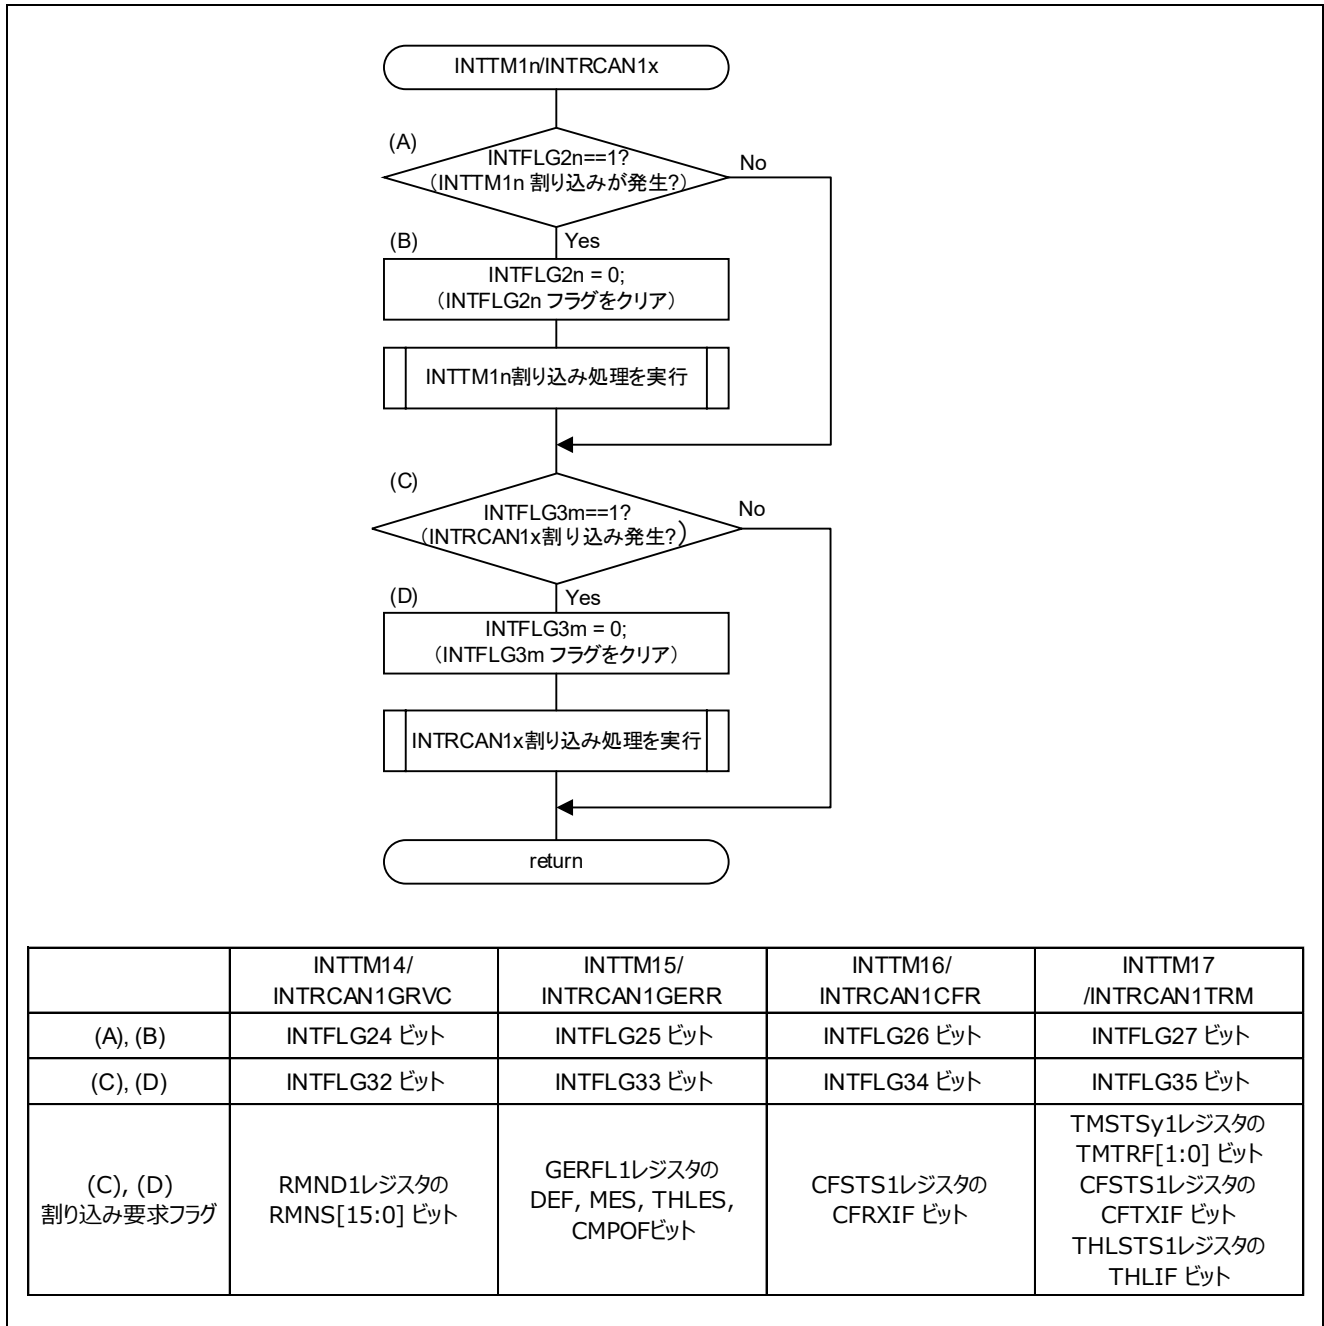 INTTM1n/INTRCAN1x
(A)
INTFLG2n==1?
(INTTM1n 割り込みが発生?)
No
(B)
Yes
INTFLG2n = 0;
(INTFLG2n フラグをクリア)
INTTM1n割り込み処理を実行
(C)
INTFLG3m==1?
(INTRCAN1x割り込み発生?)
No
(D)
Yes
INTFLG3m = 0;
(INTFLG3m フラグをクリア)
INTRCAN1x割り込み処理を実行
return
INTTM14/
INTRCAN1GRVC
INTTM15/
INTRCAN1GERR
INTTM16/
INTRCAN1CFR
INTTM17
/INTRCAN1TRM
(A), (B)
INTFLG24 ビット
INTFLG25 ビット
INTFLG26 ビット
INTFLG27 ビット
(C), (D)
INTFLG32 ビット
INTFLG33 ビット
INTFLG34 ビット
INTFLG35 ビット
(C), (D)
割り込み要求フラグ
RMND1レジスタの
RMNS[15:0] ビット
GERFL1レジスタの
DEF, MES, THLES,
CMPOFビット
CFSTS1レジスタの
CFRXIF ビット
TMSTSy1レジスタの
TMTRF[1:0] ビット
CFSTS1レジスタの
CFTXIF ビット
THLSTS1レジスタの
THLIF ビット